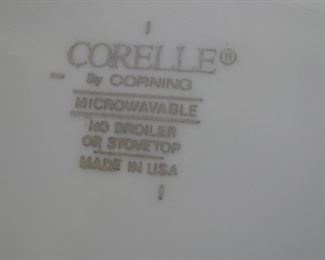 CORELLE®
By CORNING
MICROWAVABLE
NO BROILER
OR STOVETOP
MADE IN USA